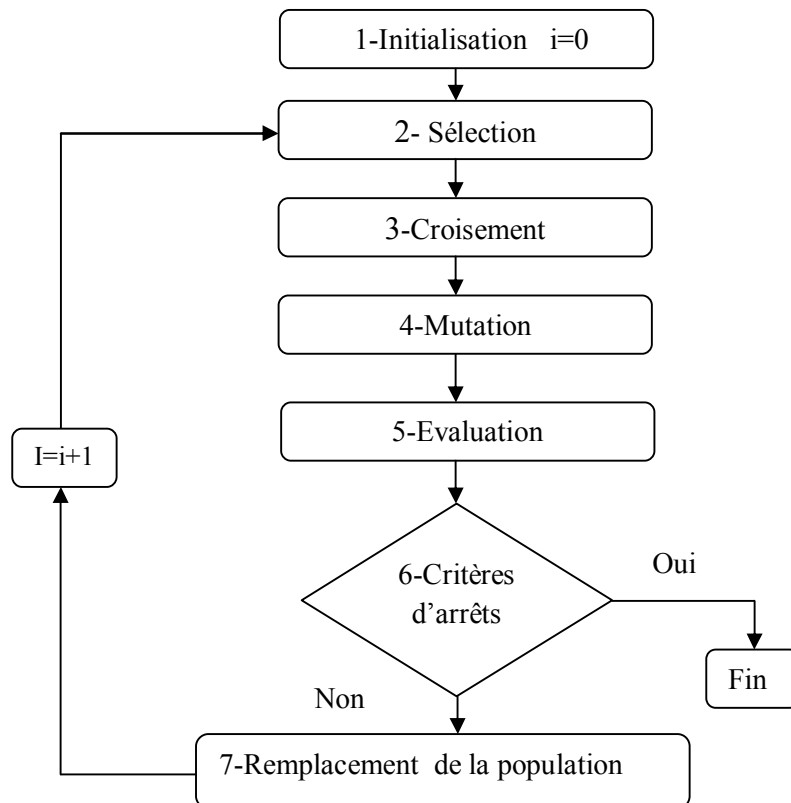 1-Initialisation i=0
2- Sélection
3-Croisement
4-Mutation
5-Evaluation
I=i+1
6-Critères
d’arrêts
Oui
Fin
Non
7-Remplacement de la population